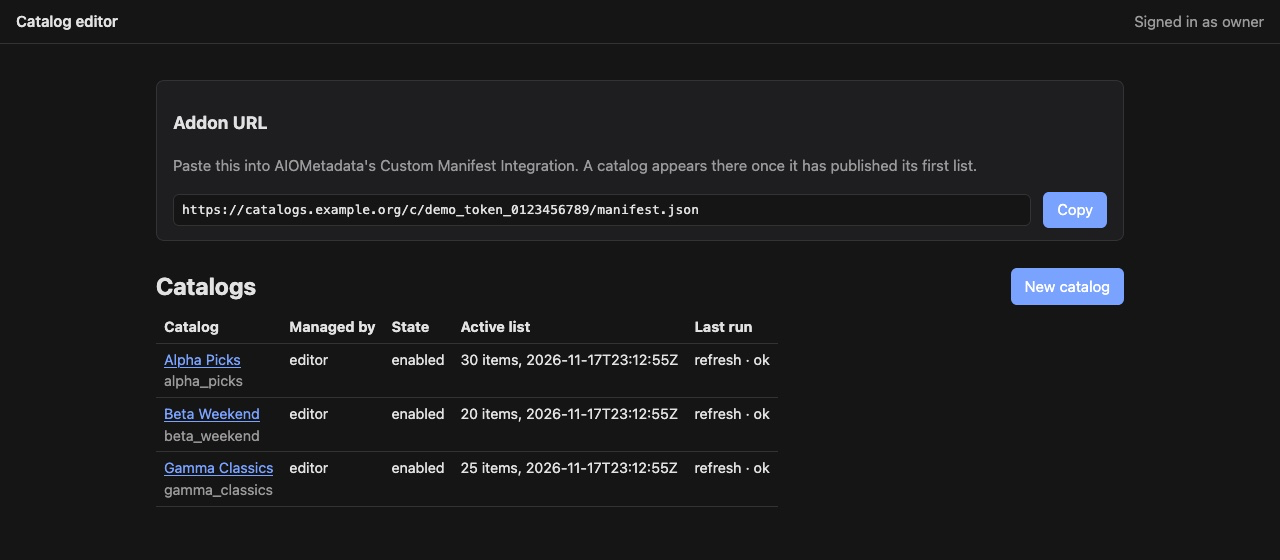 Catalog editor
Signed in as owner
Addon URL
Paste this into AIOMetadata's Custom Manifest Integration. A catalog appears there once it has published its first list.
https://catalogs.example.org/c/demo_token_0123456789/manifest.json
Copy
Catalogs
New catalog
Catalog Managed by State Active list Last run
Alpha Picks editor enabled 30 items, 2026-11-17T23:12:55Z refresh · ok
alpha_picks
Beta Weekend editor enabled 20 items, 2026-11-17T23:12:55Z refresh · ok
beta_weekend
Gamma Classics editor enabled 25 items, 2026-11-17T23:12:55Z refresh · ok
gamma_classics